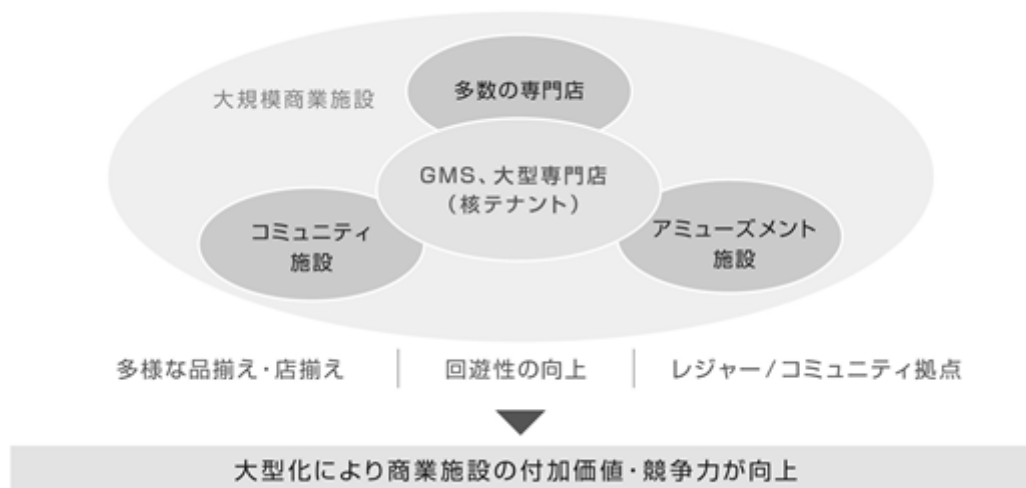 大規模商業施設
多数の専門店
GMS、大型専門店
（核テナント）
コミュニティ
施設
アミューズメント
施設
多様な品揃え・店揃え
回遊性の向上
レジャー/コミュニティ拠点
大型化により商業施設の付加価値・競争力が向上